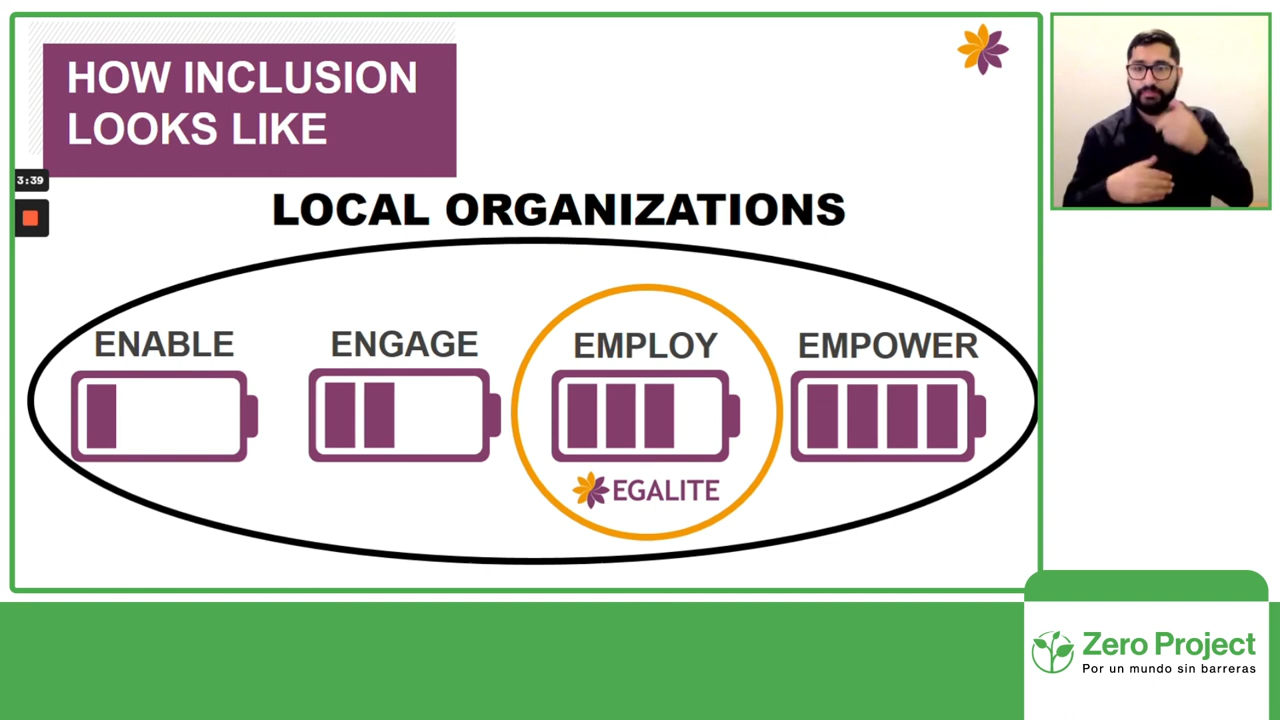 HOW INCLUSION
LOOKS LIKE
3:39
LOCAL ORGANIZATIONS
ENABLE
ENGAGE
EMPLOY
EMPOWER
EGALITE
Zero Project
Por un mundo sin barreras